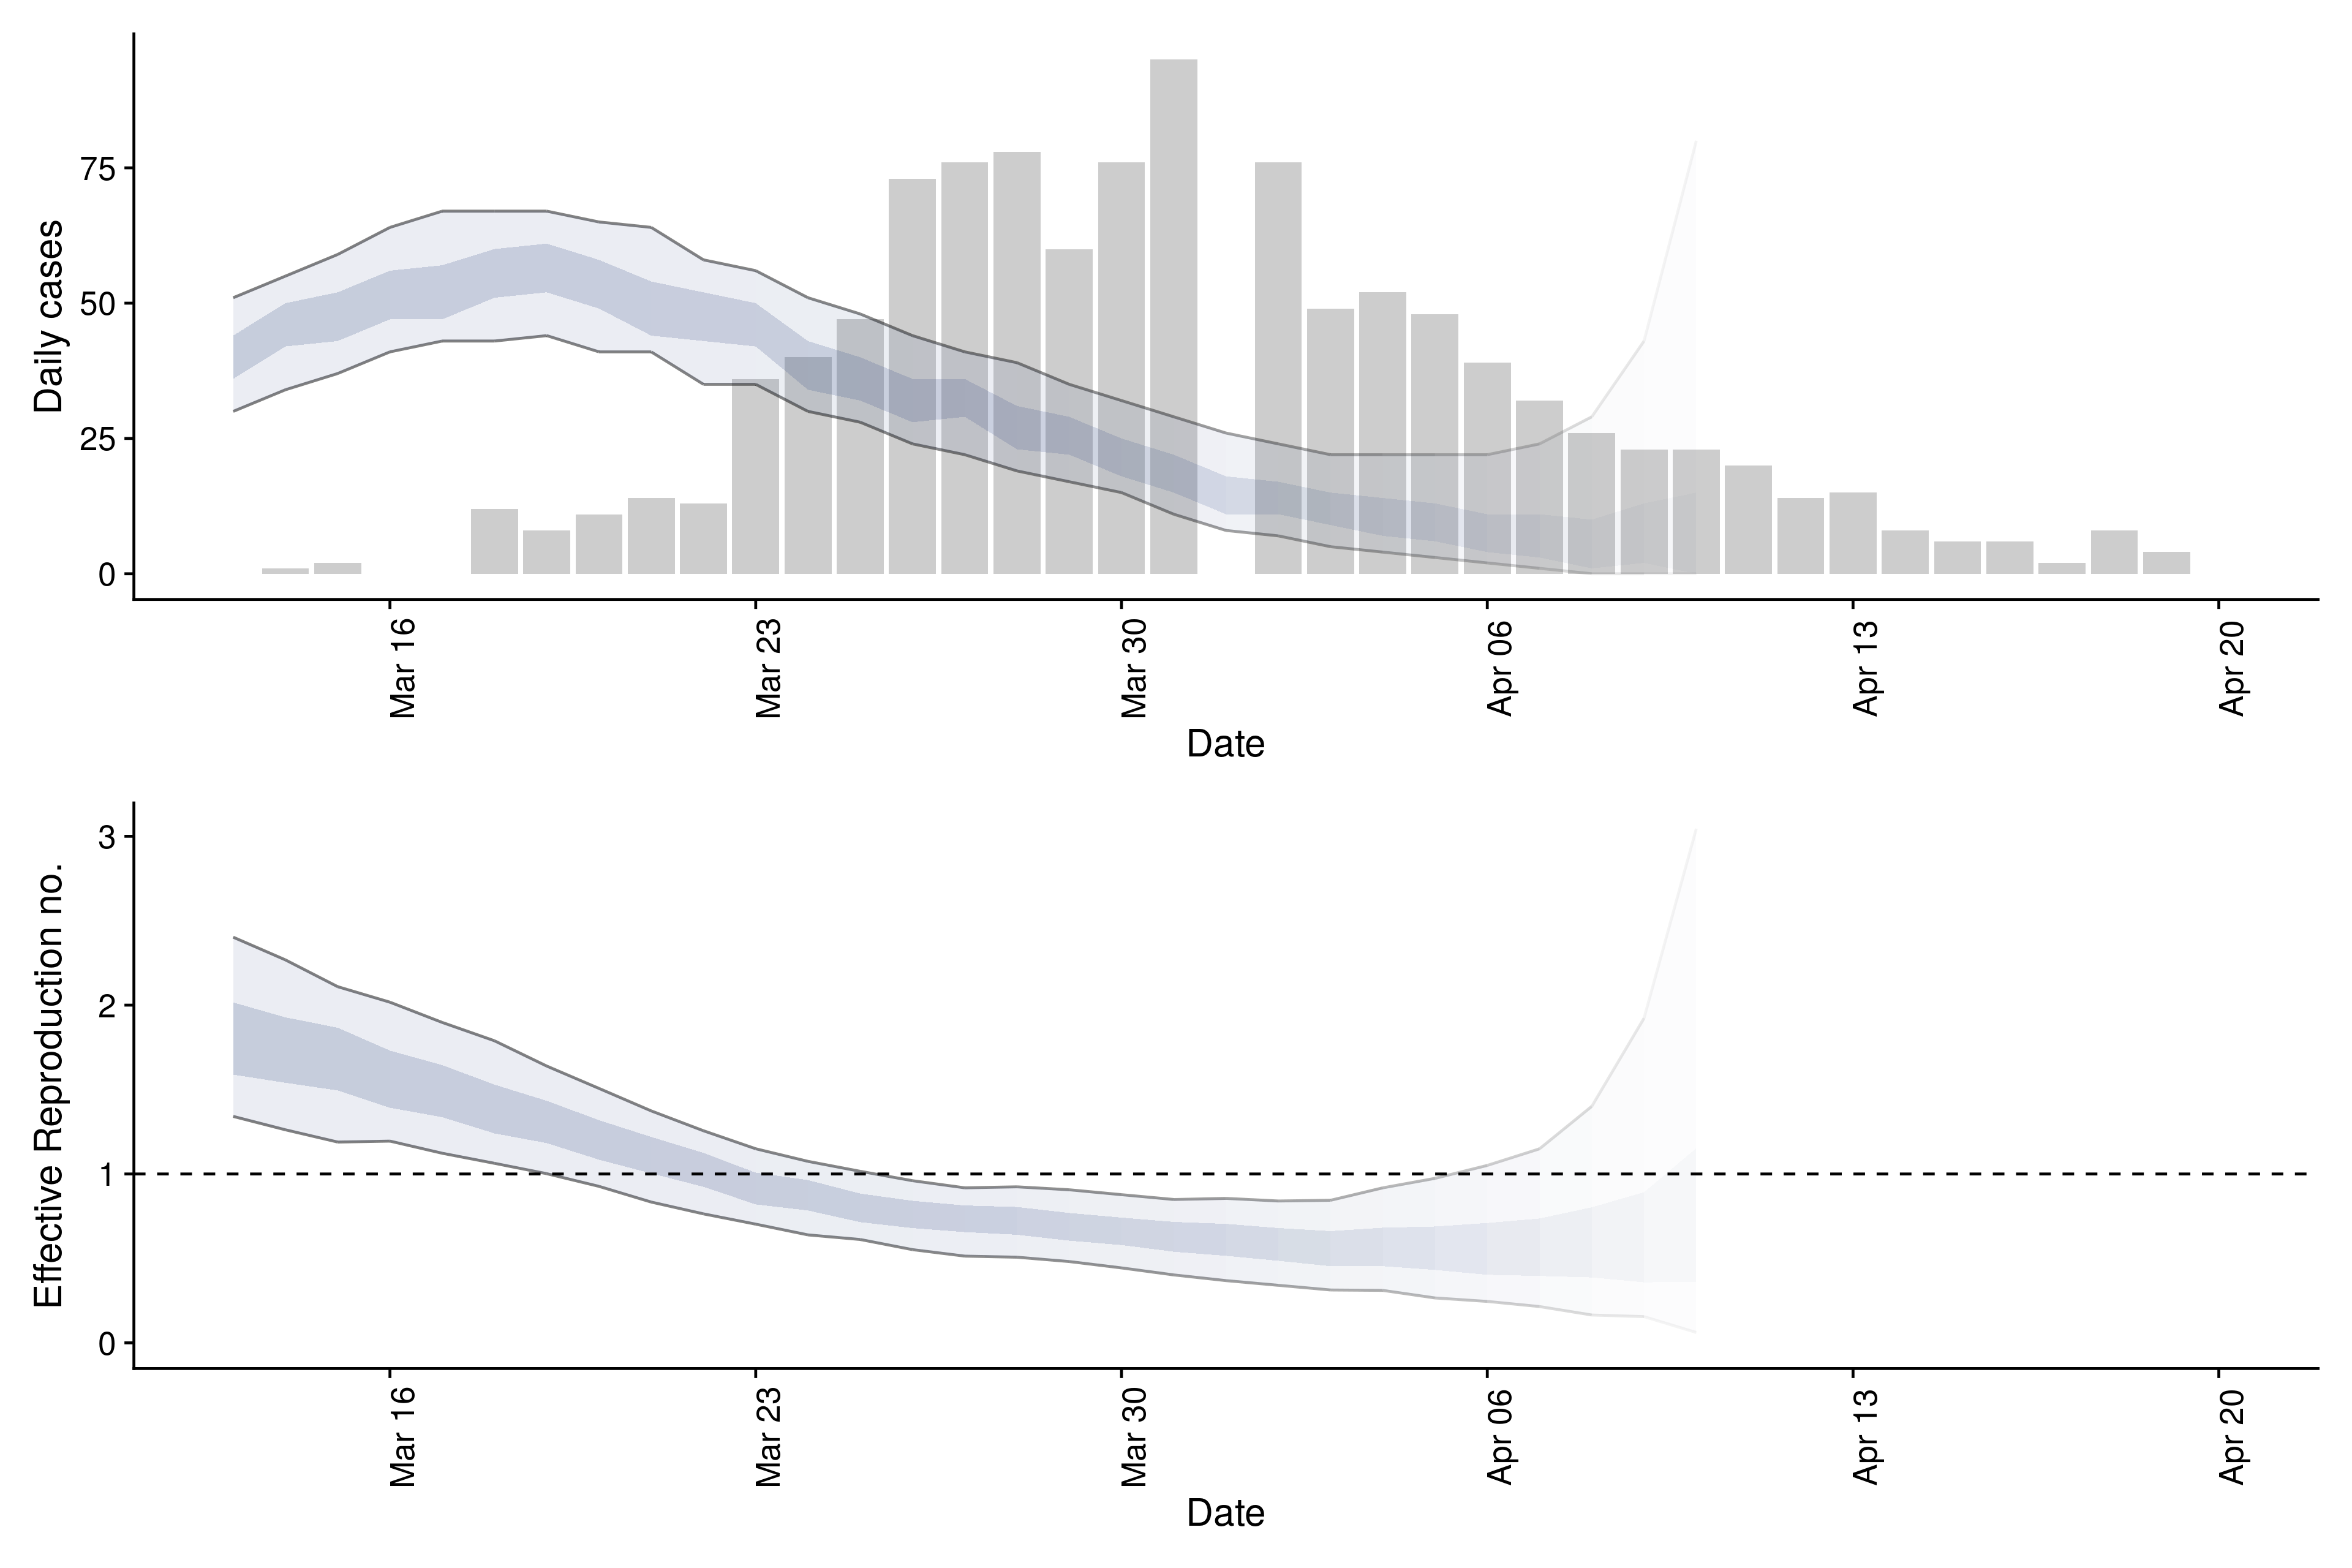 Daily cases
75
50
25
0
Mar 16
Mar 23
Mar 30
Apr 06
Apr 13
Apr 20
Date
Effective Reproduction no.
3
2
1
0
Mar 16
Mar 23
Mar 30
Apr 06
Apr 13
Apr 20
Date